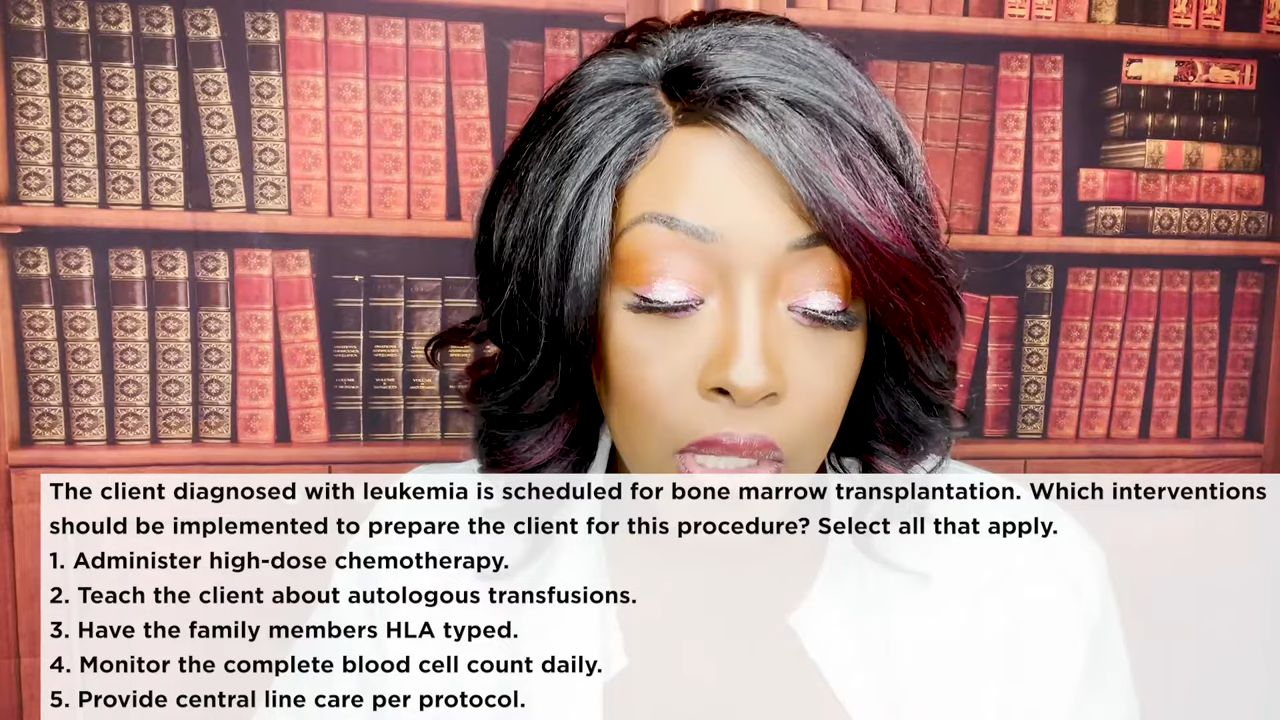 The client diagnosed with leukemia is scheduled for bone marrow transplantation. Which interventions
should be implemented to prepare the client for this procedure? Select all that apply.
1. Administer high-dose chemotherapy.
2. Teach the client about autologous transfusions.
3. Have the family members HLA typed.
4. Monitor the complete blood cell count daily.
5. Provide central line care per protocol.